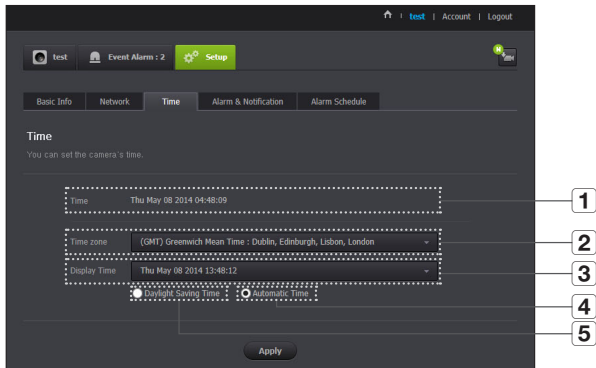 test | Account | Logout
test Event Alarm : 2 Setup
M
Basic Info Network Time Alarm & Notification Alarm Schedule
Time
You can set the camera's time.
Time Thu May 08 2014 04:48:09 1
Time zone (GMT) Greenwich Mean Time : Dublin, Edinburgh, Lisbon, London 2
Display Time Thu May 08 2014 13:48:12 3
Daylight Saving Time Automatic Time 4
5
Apply